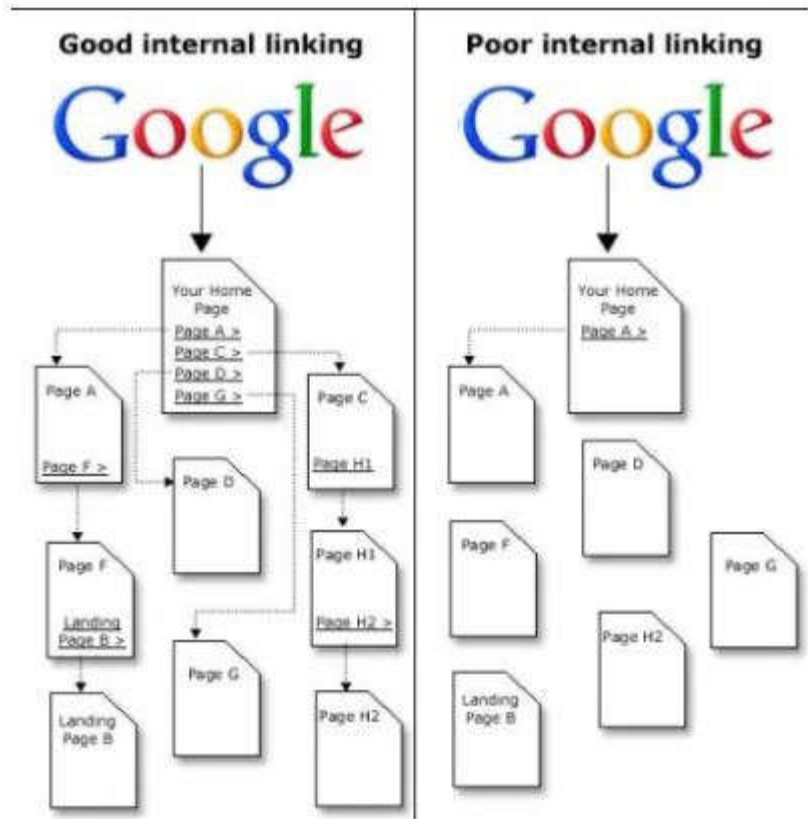 Good internal linking
Google
Your Home
Page
Page A >
Page C >
Page D >
Page G >
Page A
Page F >
Page C
Page H1
Page D
Page F
Landing
Page B >
Page H1
Page H2 >
Page G
Landing
Page B
Page H2
Poor internal linking
Google
Your Home
Page
Page A >
Page A
Page D
Page F
Page G
Page H2
Landing
Page B